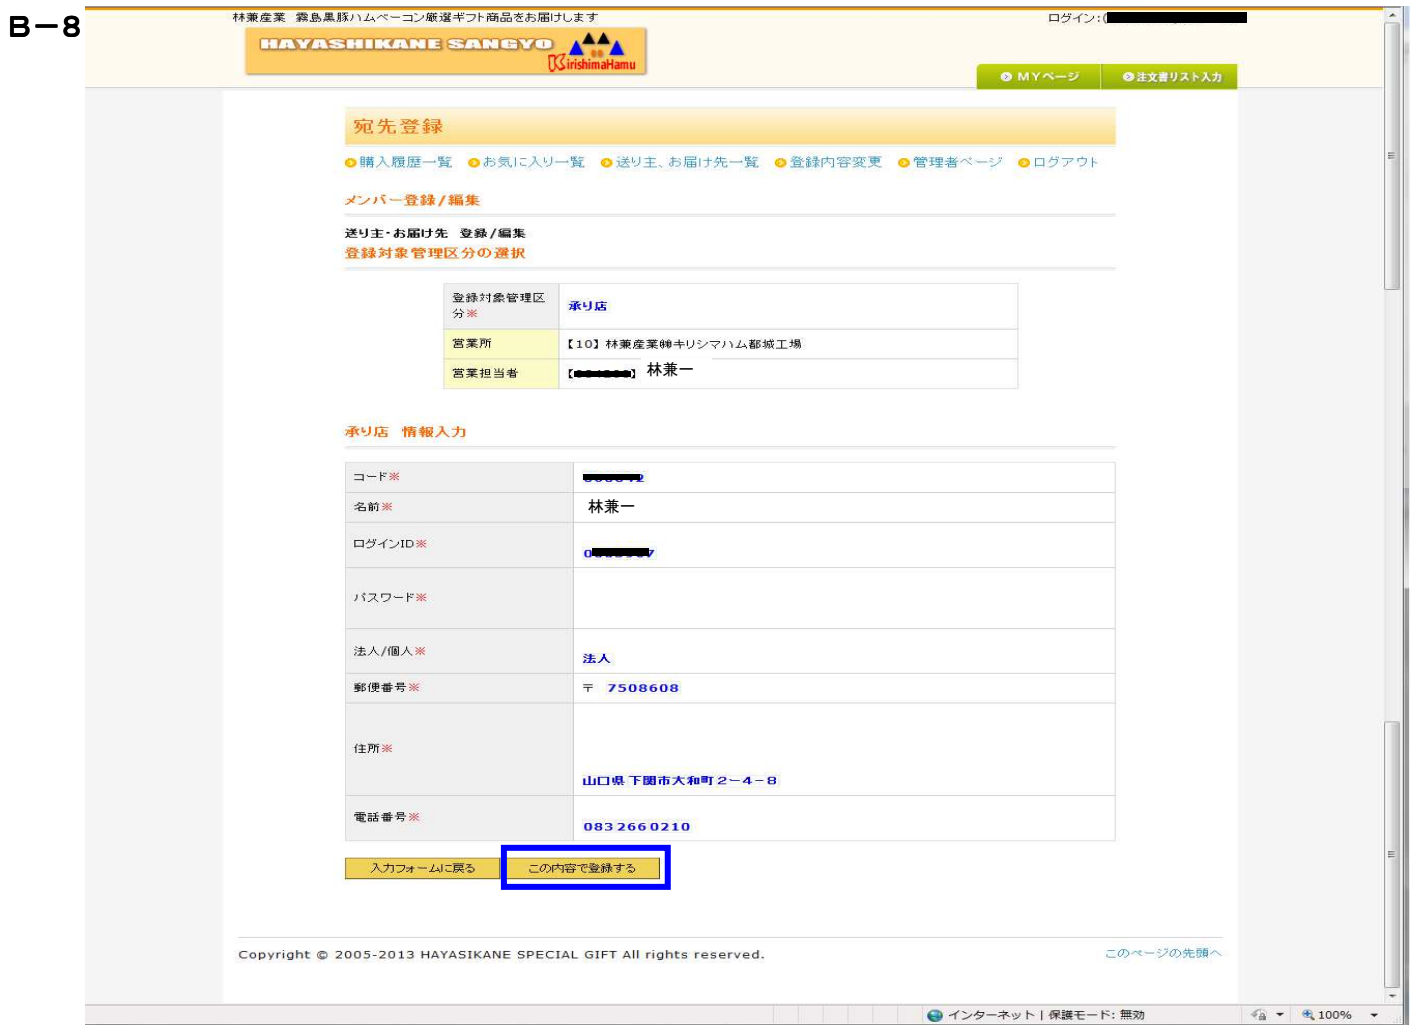 B－8
林兼産業 霧島黒豚ハムベーコン厳選ギフト商品をお届けします
ログイン:(
HAYASHIKANE SANGYO
KirishimaHamu
MYページ 注文書リスト入力
宛先登録
購入履歴一覧 お気に入り一覧 送り主、お届け先一覧 登録内容変更 管理者ページ ログアウト
メンバー登録/編集
送り主・お届け先 登録/編集
登録対象管理区分の選択
登録対象管理区分※ 承り店
営業所 【10】林兼産業㈱キリシマハム都城工場
営業担当者 【 】 林兼一
承り店 情報入力
コード※ 2
名前※ 林兼一
ログインID※ 0 7
パスワード※
法人/個人※ 法人
郵便番号※ 〒 7508608
住所※ 山口県下関市大和町２－４－８
電話番号※ 0832660210
入力フォームに戻る この内容で登録する
Copyright © 2005-2013 HAYASIKANE SPECIAL GIFT All rights reserved.
このページの先頭へ
インターネット | 保護モード: 無効 100%